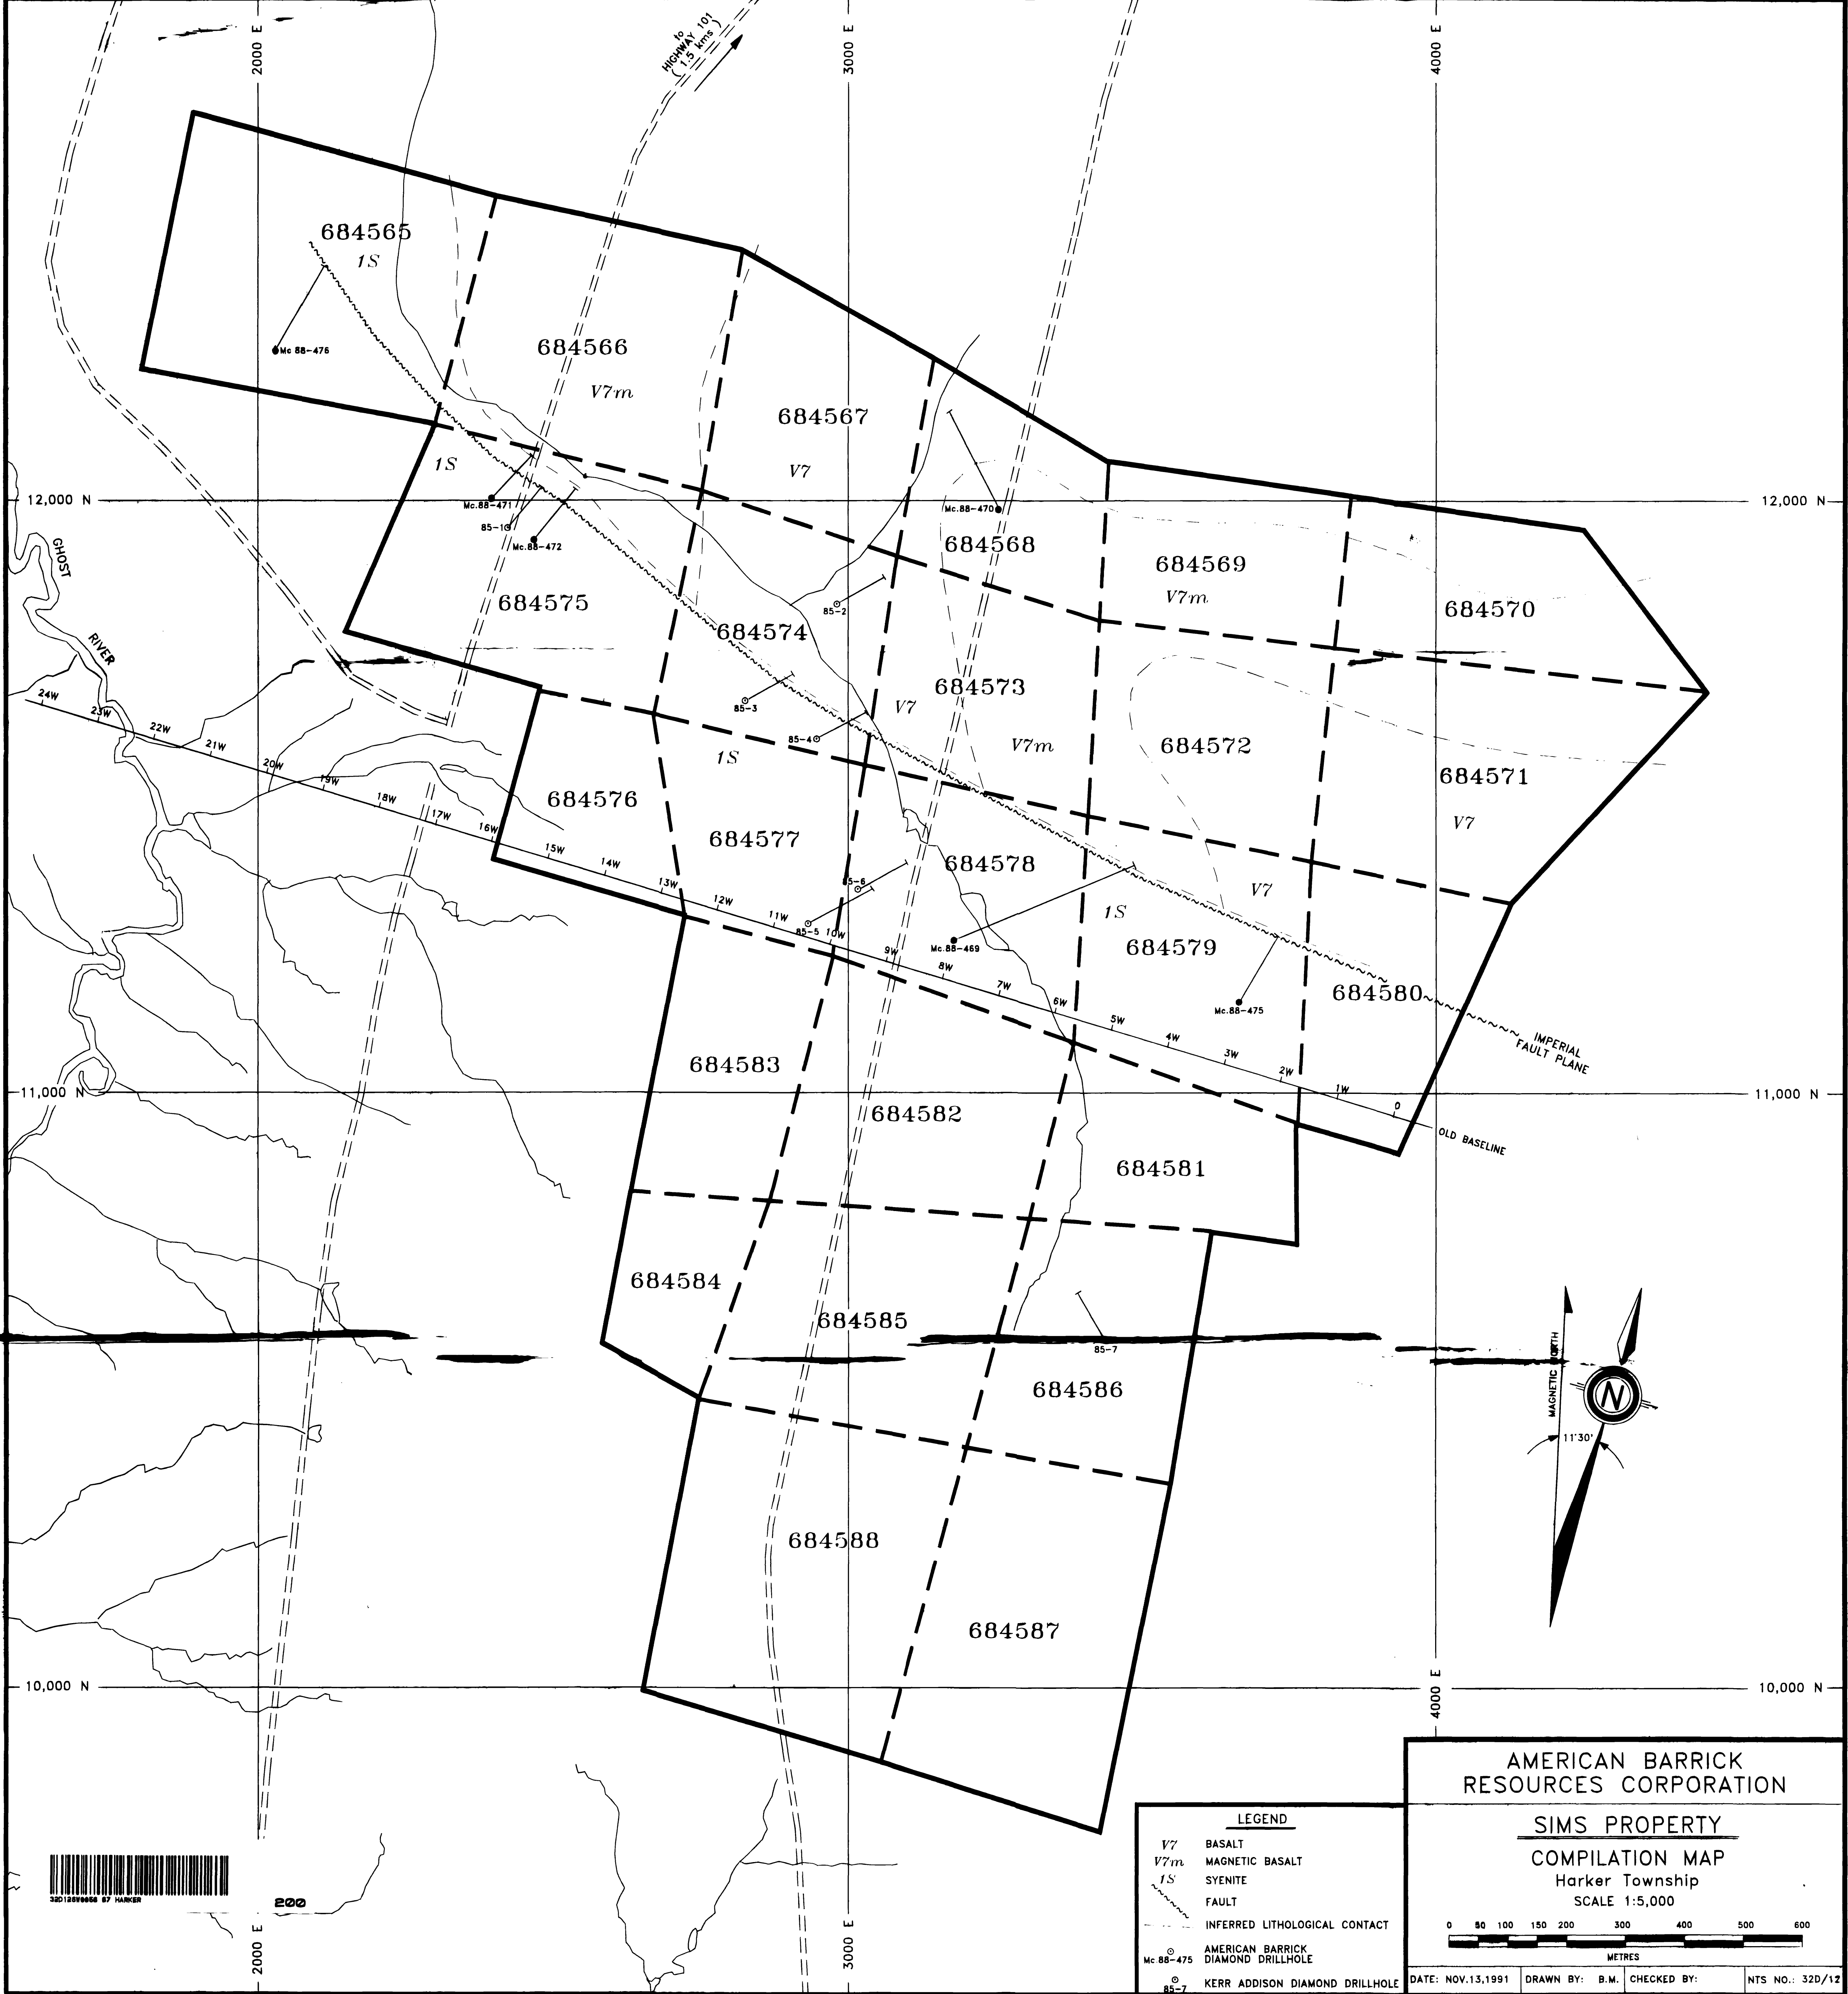 2000 E
to
HIGHWAY 101
( 1.5 kms )
3000 E
4000 E
684565
1S
Mc 88-476
684566
V7m
684567
V7
1S
12,000 N
Mc.88-471
85-1
Mc.88-472
Mc.88-470
12,000 N
684568
684569
V7m
684570
GHOST
RIVER
684575
85-2
684574
684573
V7
V7m
684572
684571
V7
85-3
85-4
1S
684576
684577
24W
23W
22W
21W
20W
19W
18W
17W
16W
15W
14W
13W
12W
11W
10W
9W
8W
7W
6W
5W
4W
3W
2W
1W
0
85-6
85-5
684578
V7
1S
Mc.88-469
684579
684580
Mc.88-475
IMPERIAL
FAULT PLANE
OLD BASELINE
11,000 N
11,000 N
684583
684582
684581
684584
684585
85-7
684586
MAGNETIC NORTH
N
11°30'
684588
684587
10,000 N
10,000 N
4000 E
2000 E
3000 E
200
LEGEND
V7 BASALT
V7m MAGNETIC BASALT
1S SYENITE
FAULT
INFERRED LITHOLOGICAL CONTACT
Mc.88-475 AMERICAN BARRICK
DIAMOND DRILLHOLE
85-7 KERR ADDISON DIAMOND DRILLHOLE
AMERICAN BARRICK
RESOURCES CORPORATION
SIMS PROPERTY
COMPILATION MAP
Harker Township
SCALE 1:5,000
0 50 100 150 200 300 400 500 600
METRES
DATE: NOV.13,1991 DRAWN BY: B.M. CHECKED BY: NTS NO.: 32D/12